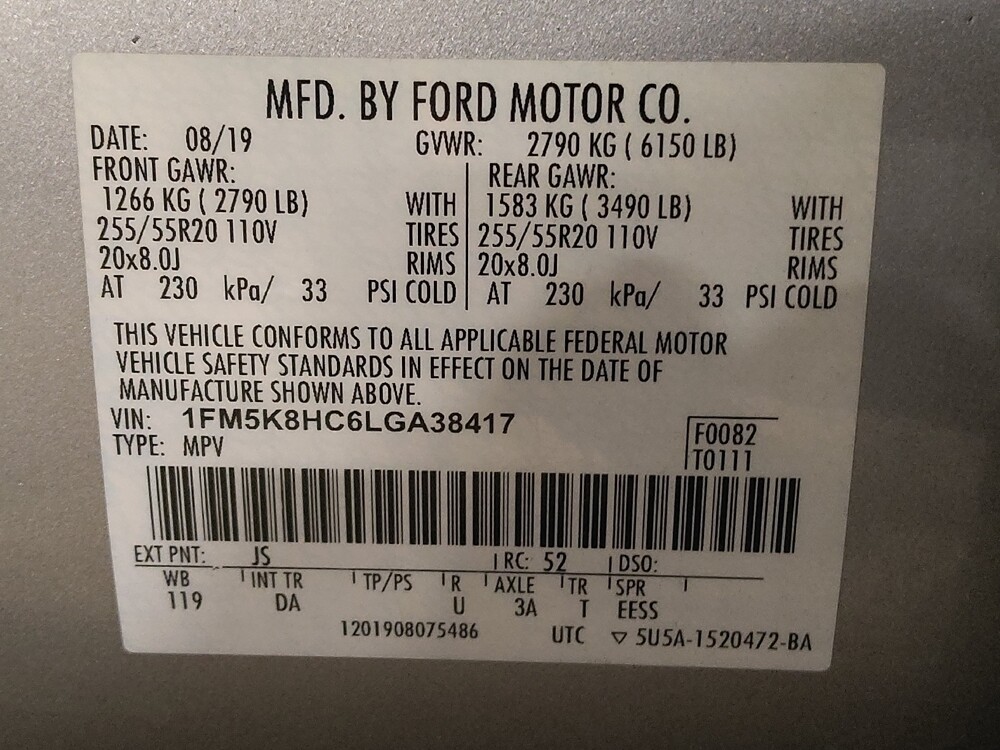 MFD. BY FORD MOTOR CO.
DATE: 08/19 GVWR: 2790 KG ( 6150 LB)
FRONT GAWR: REAR GAWR:
1266 KG ( 2790 LB) WITH 1583 KG ( 3490 LB) WITH
255/55R20 110V TIRES 255/55R20 110V TIRES
20x8.0J RIMS 20x8.0J RIMS
AT 230 kPa/ 33 PSI COLD AT 230 kPa/ 33 PSI COLD
THIS VEHICLE CONFORMS TO ALL APPLICABLE FEDERAL MOTOR
VEHICLE SAFETY STANDARDS IN EFFECT ON THE DATE OF
MANUFACTURE SHOWN ABOVE.
VIN: 1FM5K8HC6LGA38417
F0082
TYPE: MPV
T0111
EXT PNT: JS RC: 52 DSO:
WB INT TR TP/PS R AXLE TR SPR
119 DA U 3A T EESS
1201908075486 UTC ▽ 5U5A-1520472-BA